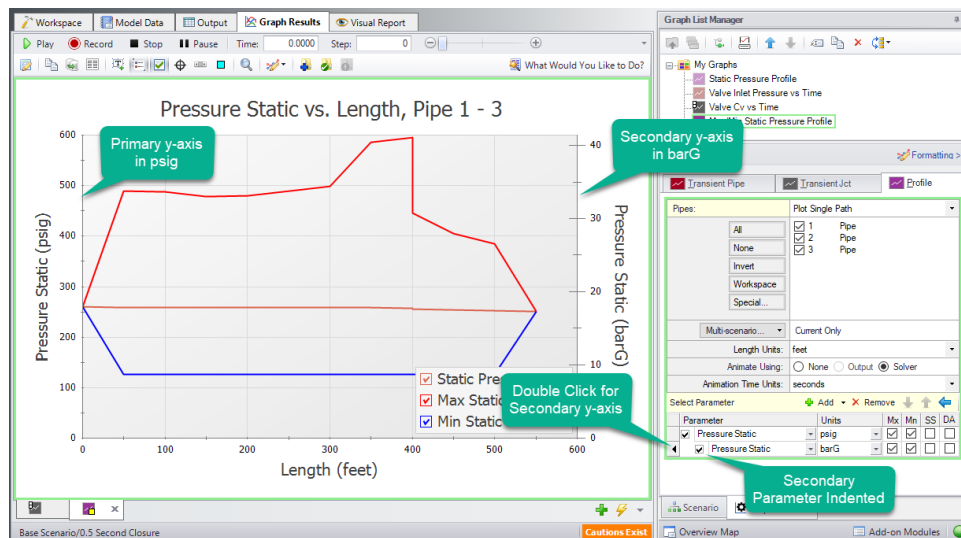 Workspace
Model Data
Output
Graph Results
Visual Report
Play
Record
Stop
Pause
Time:
0.0000
Step:
0
What Would You Like to Do?
Pressure Static vs. Length, Pipe 1 - 3
Primary y-axis
in psig
Secondary y-axis
in barG
Pressure Static (psig)
600
500
400
300
200
100
0
Pressure Static (barG)
40
30
20
10
0
0
100
200
300
400
500
600
Length (feet)
Static Pre
Max Static
Min Static
Double Click for
Secondary y-axis
Base Scenario/0.5 Second Closure
Cautions Exist
Graph List Manager
My Graphs
Static Pressure Profile
Valve Inlet Pressure vs Time
Valve Cv vs Time
Static Pressure Profile
Formatting >
Transient Pipe
Transient Jct
Profile
Pipes:
Plot Single Path
All
None
Invert
Workspace
Special...
1 Pipe
2 Pipe
3 Pipe
Multi-scenario...
Current Only
Length Units:
feet
Animate Using:
None
Output
Solver
Animation Time Units:
seconds
Select Parameter
Add
Remove
Parameter
Units
Mx
Mn
SS
DA
Pressure Static
psig
Pressure Static
barG
Secondary
Parameter Indented
Scenario
Overview Map
Add-on Modules